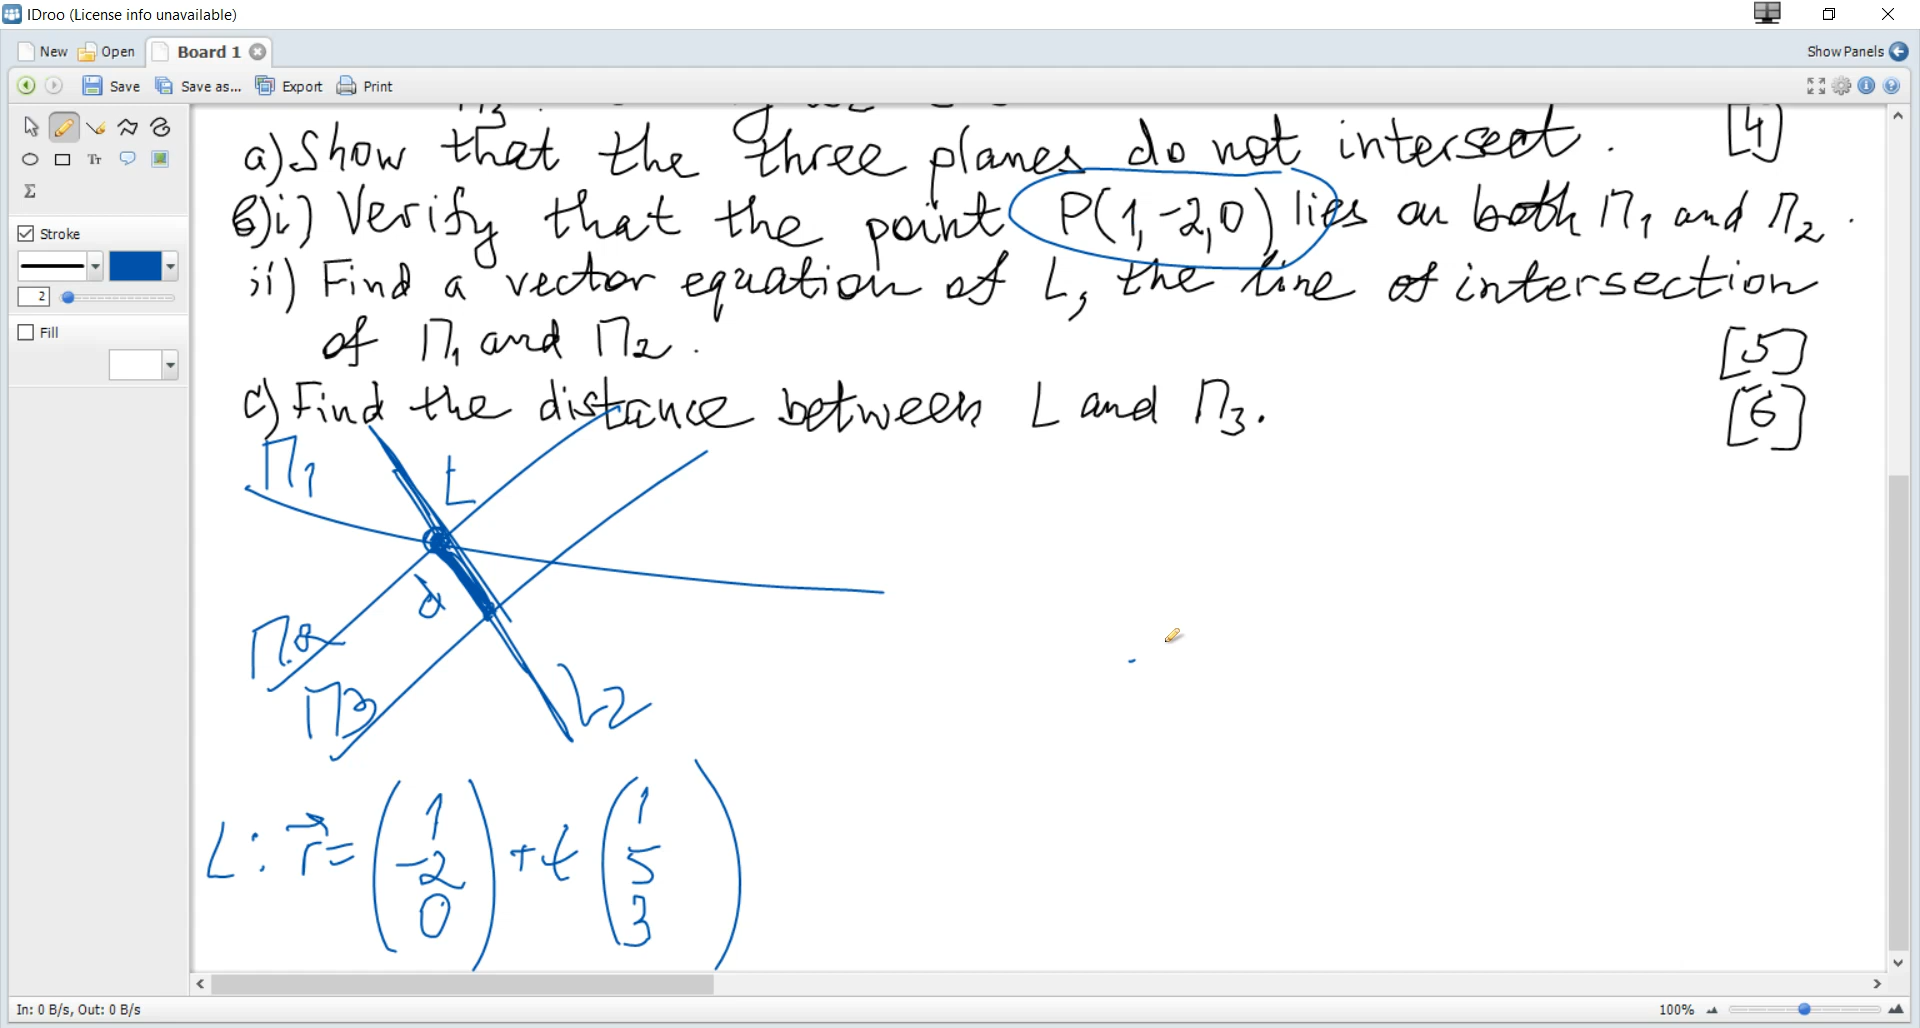 IDroo (License info unavailable)
New Open Board 1 Show Panels
Save Save as... Export Print
a) Show that the three planes do not intersect. [4]
b) i) Verify that the point P(1,-2,0) lies on both Π1 and Π2.
ii) Find a vector equation of L, the line of intersection
of Π1 and Π2. [5]
c) Find the distance between L and Π3. [6]
Stroke
2
Fill
Π1
L
d
Π2
Π3
L2
L: r⃗ = (1 -2 0) + t (1 5 3)
In: 0 B/s, Out: 0 B/s 100%